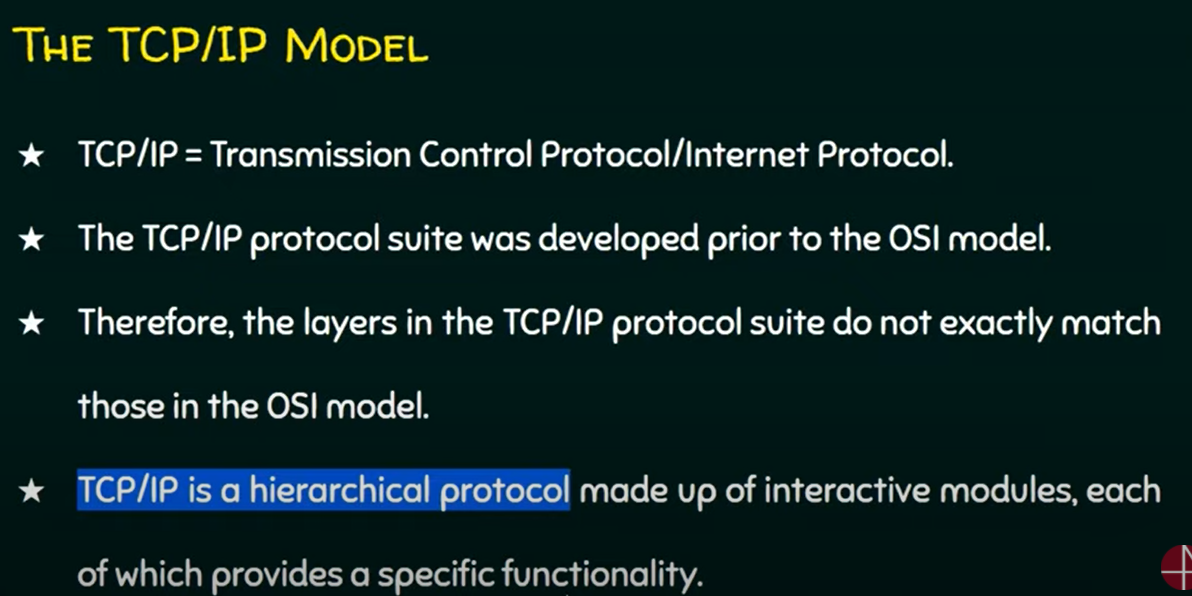 THE TCP/IP MODEL
★ TCP/IP = Transmission Control Protocol/Internet Protocol.
★ The TCP/IP protocol suite was developed prior to the OSI model.
★ Therefore, the layers in the TCP/IP protocol suite do not exactly match
those in the OSI model.
★ TCP/IP is a hierarchical protocol made up of interactive modules, each
of which provides a specific functionality.